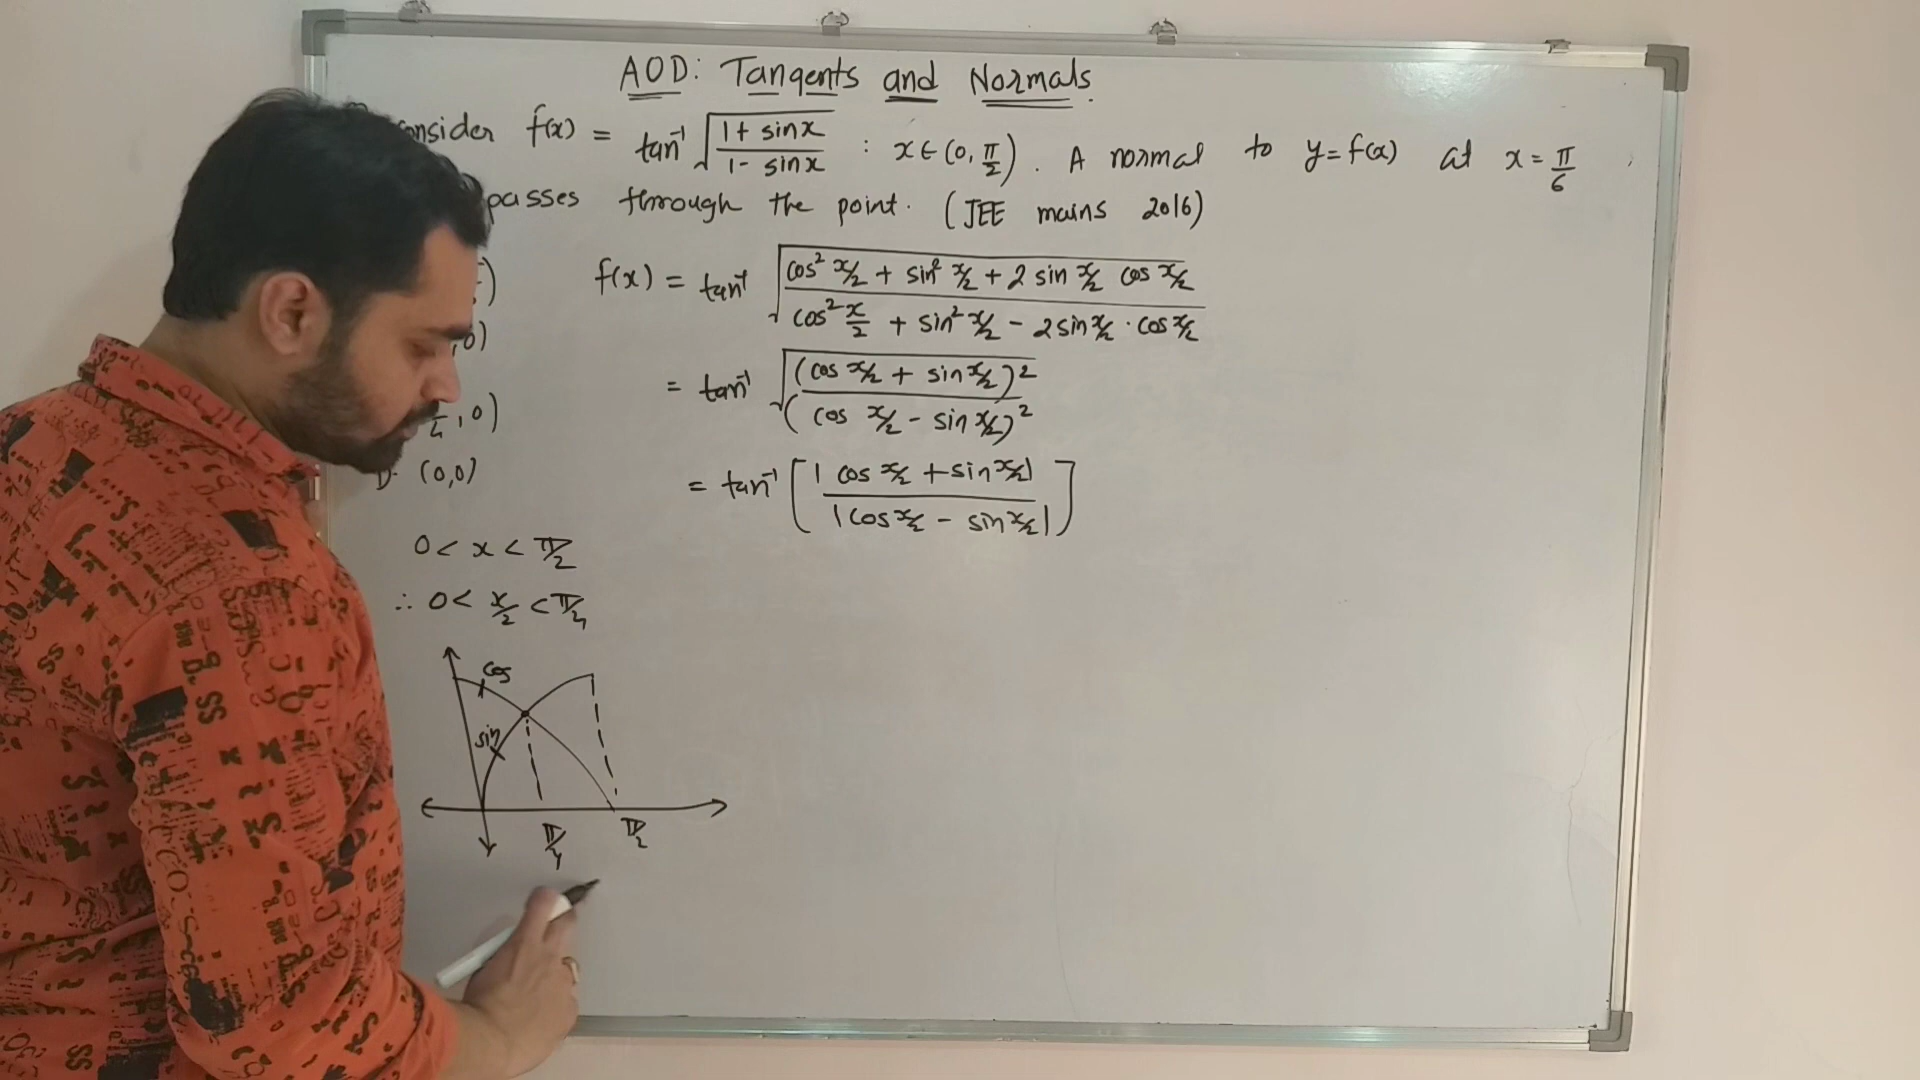 AOD: Tangents and Normals.
f(x) = tan⁻¹ √((1 + sinx)/(1 - sinx)) : x ∈ (0, π/2). A normal to y = f(x) at x = π/6
passes through the point. (JEE mains 2016)
f(x) = tan⁻¹ √((cos² x/2 + sin² x/2 + 2 sin x/2 cos x/2)/(cos² x/2 + sin² x/2 - 2 sin x/2 · cos x/2))
= tan⁻¹ √((cos x/2 + sin x/2)²/(cos x/2 - sin x/2)²)
, 0)
D. (0,0)
= tan⁻¹ [|cos x/2 + sin x/2|/|cos x/2 - sin x/2|]
0 < x < π/2
∴ 0 < x/2 < π/4
cos
sin
π/4 π/2